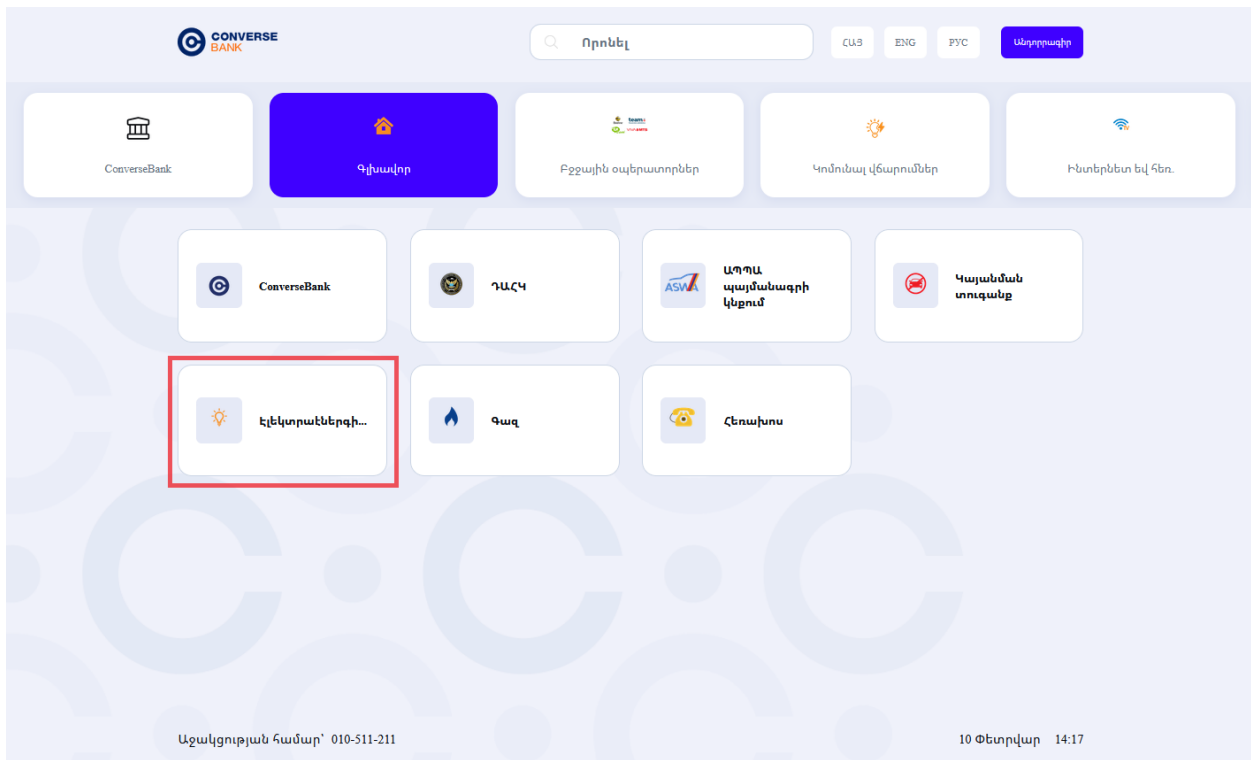 CONVERSE
BANK
Որոնել
ՀԱՅ
ENG
РУС
Անդորրագիր
ConverseBank
Գլխավոր
Բջջային օպերատորներ
Կոմունալ վճարումներ
Ինտերնետ եվ հեռ.
ConverseBank
ԴԱՀԿ
ASWA
ԱՊՊԱ
պայմանագրի
կնքում
Կայանման
տուգանք
Էլեկտրաէներգի...
Գազ
Հեռախոս
Աջակցության համար՝ 010-511-211
10 Փետրվար 14:17